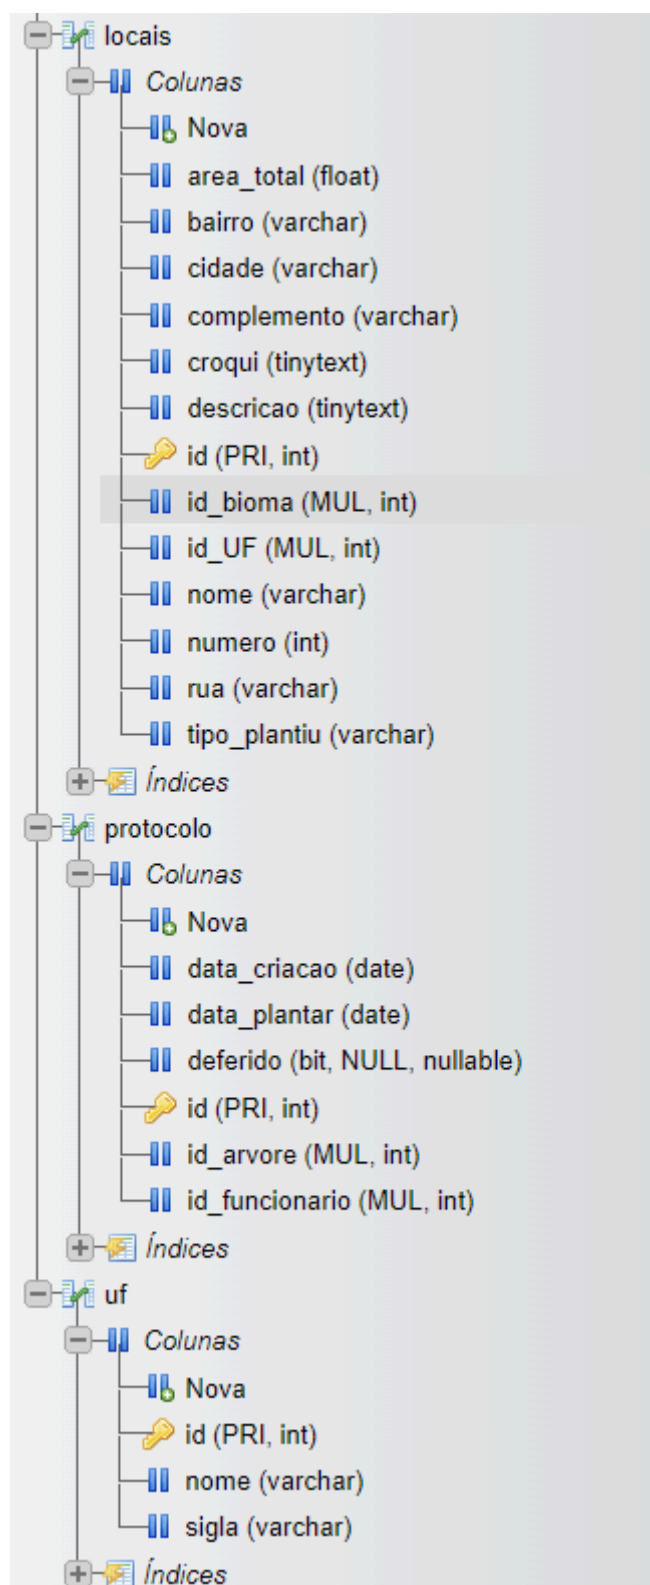 locais
Colunas
Nova
area_total (float)
bairro (varchar)
cidade (varchar)
complemento (varchar)
croqui (tinytext)
descricao (tinytext)
id (PRI, int)
id_bioma (MUL, int)
id_UF (MUL, int)
nome (varchar)
numero (int)
rua (varchar)
tipo_plantiu (varchar)
Índices
protocolo
Colunas
Nova
data_criacao (date)
data_plantar (date)
deferido (bit, NULL, nullable)
id (PRI, int)
id_arvore (MUL, int)
id_funcionario (MUL, int)
Índices
uf
Colunas
Nova
id (PRI, int)
nome (varchar)
sigla (varchar)
Índices